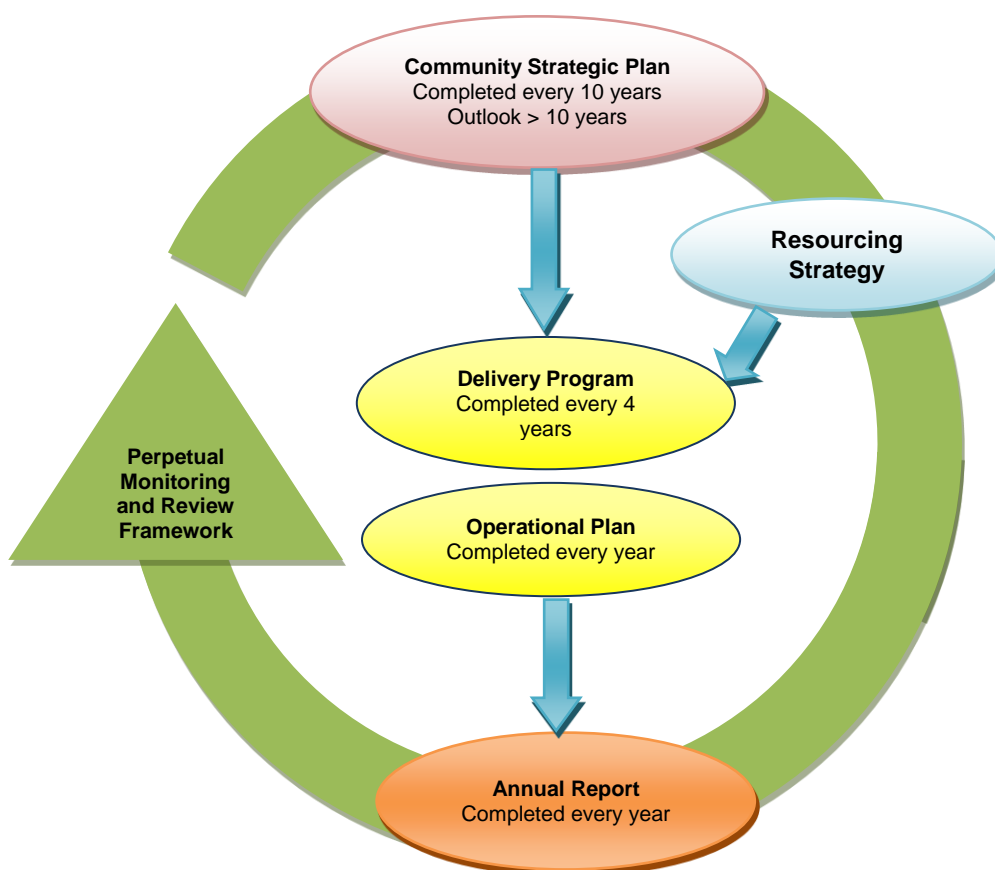 Community Strategic Plan
Completed every 10 years
Outlook > 10 years
Resourcing
Strategy
Delivery Program
Completed every 4
years
Perpetual
Monitoring
and Review
Framework
Operational Plan
Completed every year
Annual Report
Completed every year